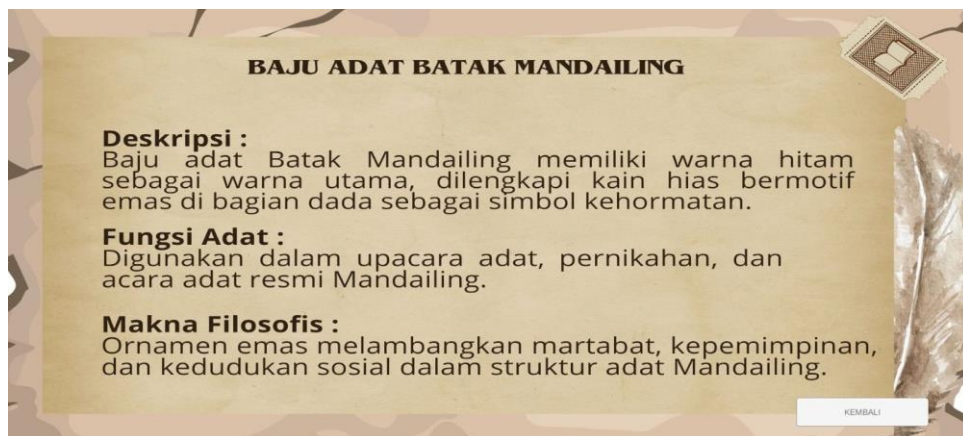 BAJU ADAT BATAK MANDAILING
Deskripsi :
Baju adat Batak Mandailing memiliki warna hitam
sebagai warna utama, dilengkapi kain hias bermotif
emas di bagian dada sebagai simbol kehormatan.
Fungsi Adat :
Digunakan dalam upacara adat, pernikahan, dan
acara adat resmi Mandailing.
Makna Filosofis :
Ornamen emas melambangkan martabat, kepemimpinan,
dan kedudukan sosial dalam struktur adat Mandailing.
KEMBALI